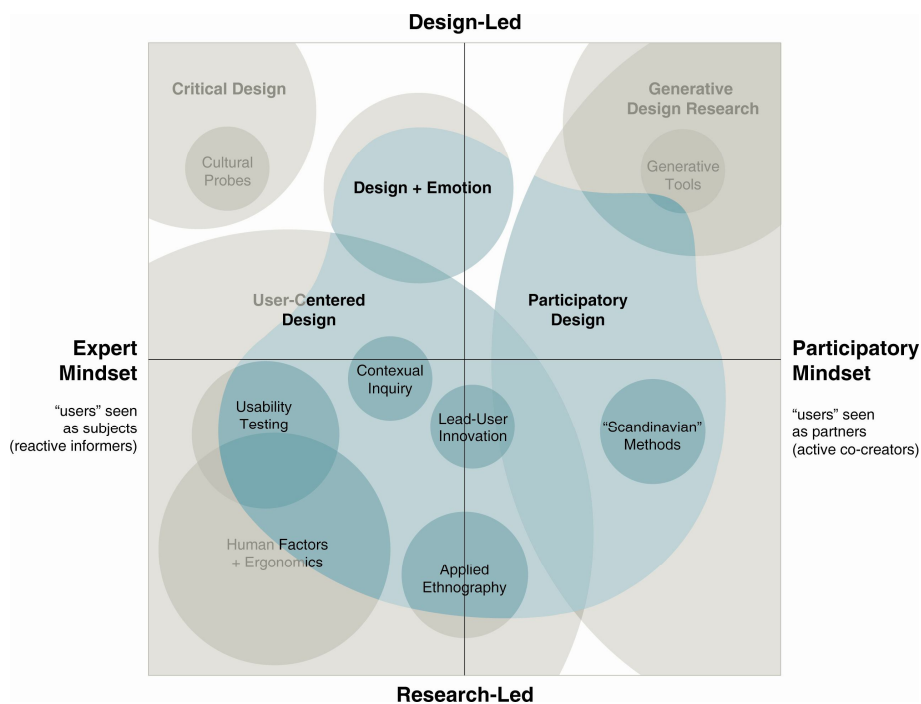 Design-Led
Critical Design
Generative
Design Research
Cultural
Probes
Generative
Tools
Design + Emotion
User-Centered
Design
Participatory
Design
Expert
Mindset
"users" seen
as subjects
(reactive informers)
Participatory
Mindset
"users" seen
as partners
(active co-creators)
Contexual
Inquiry
Usability
Testing
Lead-User
Innovation
"Scandinavian"
Methods
Human Factors
+ Ergonomics
Applied
Ethnography
Research-Led